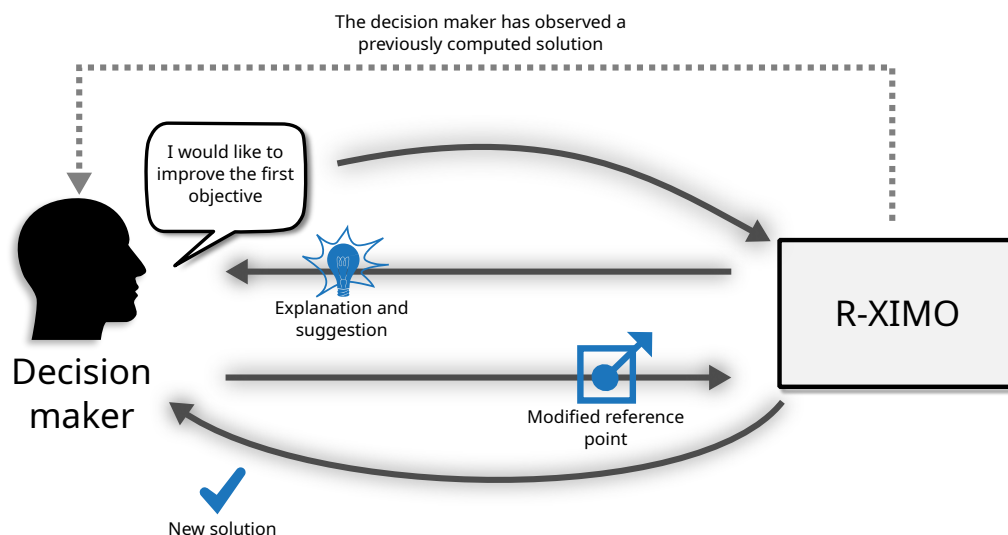 The decision maker has observed a
previously computed solution
I would like to
improve the first
objective
Explanation and
suggestion
R-XIMO
Decision
maker
Modified reference
point
New solution